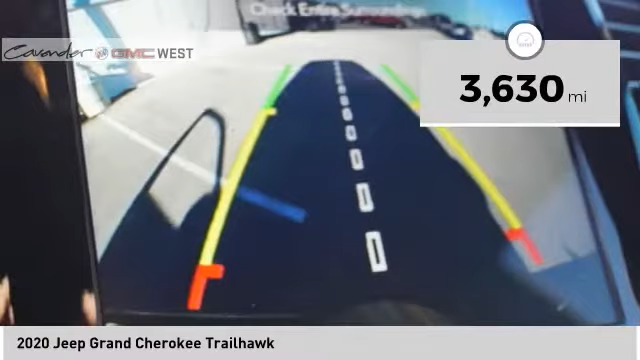 Check Entire Surroundings
Cavender GMC WEST
3,630 mi
2020 Jeep Grand Cherokee Trailhawk